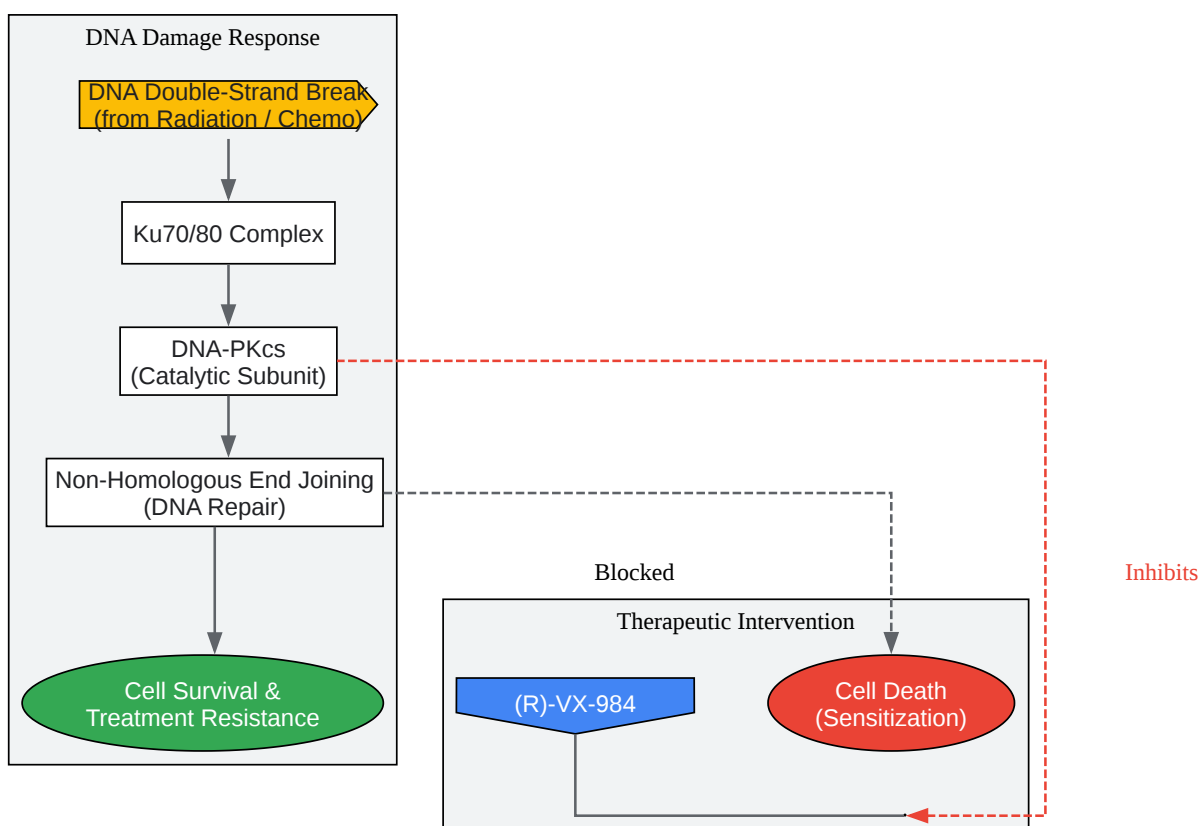 DNA Damage Response
DNA Double-Strand Break
(from Radiation / Chemo)
Ku70/80 Complex
DNA-PKcs
(Catalytic Subunit)
Non-Homologous End Joining
(DNA Repair)
Blocked
Inhibits
Therapeutic Intervention
Cell Survival &
Treatment Resistance
(R)-VX-984
Cell Death
(Sensitization)